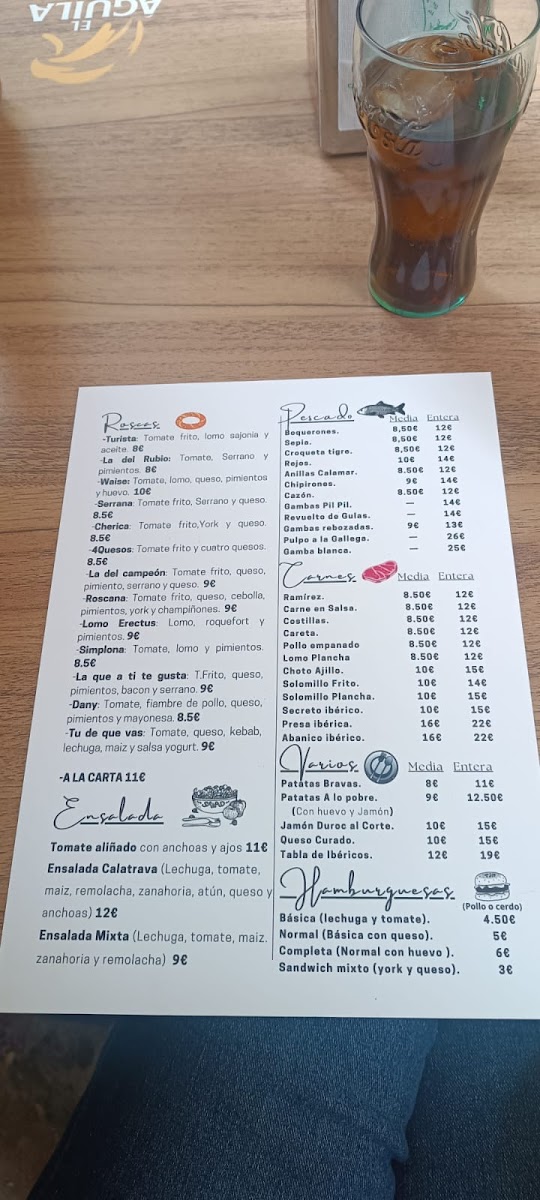 EL
ÁGUILA
Roscas
-Turista: Tomate frito, lomo sajonia y
aceite. 8€
-La del Rubio: Tomate, Serrano y
pimientos. 8€
-Waise: Tomate, lomo, queso, pimientos
y huevo. 10€
-Serrana: Tomate frito, Serrano y queso.
8.5€
-Cherica: Tomate frito,York y queso.
8.5€
-4Quesos: Tomate frito y cuatro quesos.
8.5€
-La del campeón: Tomate frito, queso,
pimiento, serrano y queso. 9€
-Roscana: Tomate frito, queso, cebolla,
pimientos, york y champiñones. 9€
-Lomo Erectus: Lomo, roquefort y
pimientos. 9€
-Simplona: Tomate, lomo y pimientos.
8.5€
-La que a ti te gusta: T.Frito, queso,
pimientos, bacon y serrano. 9€
-Dany: Tomate, fiambre de pollo, queso,
pimientos y mayonesa. 8.5€
-Tu de que vas: Tomate, queso, kebab,
lechuga, maiz y salsa yogurt. 9€
-A LA CARTA 11€
Ensalada
Tomate aliñado con anchoas y ajos 11€
Ensalada Calatrava (Lechuga, tomate,
maiz, remolacha, zanahoria, atún, queso y
anchoas) 12€
Ensalada Mixta (Lechuga, tomate, maiz.
zanahoria y remolacha) 9€
Pescado Media Entera
Boquerones. 8,50€ 12€
Sepia. 8,50€ 12€
Croqueta tigre. 8,50€ 12€
Rejos. 10€ 14€
Anillas Calamar. 8.50€ 12€
Chipirones. 9€ 14€
Cazón. 8.50€ 12€
Gambas Pil Pil. — 14€
Revuelto de Gulas. — 14€
Gambas rebozadas. 9€ 13€
Pulpo a la Gallega. — 26€
Gamba blanca. — 25€
Carnes Media Entera
Ramírez. 8.50€ 12€
Carne en Salsa. 8.50€ 12€
Costillas. 8.50€ 12€
Careta. 8.50€ 12€
Pollo empanado 8.50€ 12€
Lomo Plancha 8.50€ 12€
Choto Ajillo. 10€ 15€
Solomillo Frito. 10€ 14€
Solomillo Plancha. 10€ 15€
Secreto ibérico. 10€ 15€
Presa ibérica. 16€ 22€
Abanico ibérico. 16€ 22€
Varios Media Entera
Patatas Bravas. 8€ 11€
Patatas A lo pobre. 9€ 12.50€
(Con huevo y Jamón)
Jamón Duroc al Corte. 10€ 15€
Queso Curado. 10€ 15€
Tabla de Ibéricos. 12€ 19€
Hamburguesas
(Pollo o cerdo)
Básica (lechuga y tomate). 4.50€
Normal (Básica con queso). 5€
Completa (Normal con huevo ). 6€
Sandwich mixto (york y queso). 3€